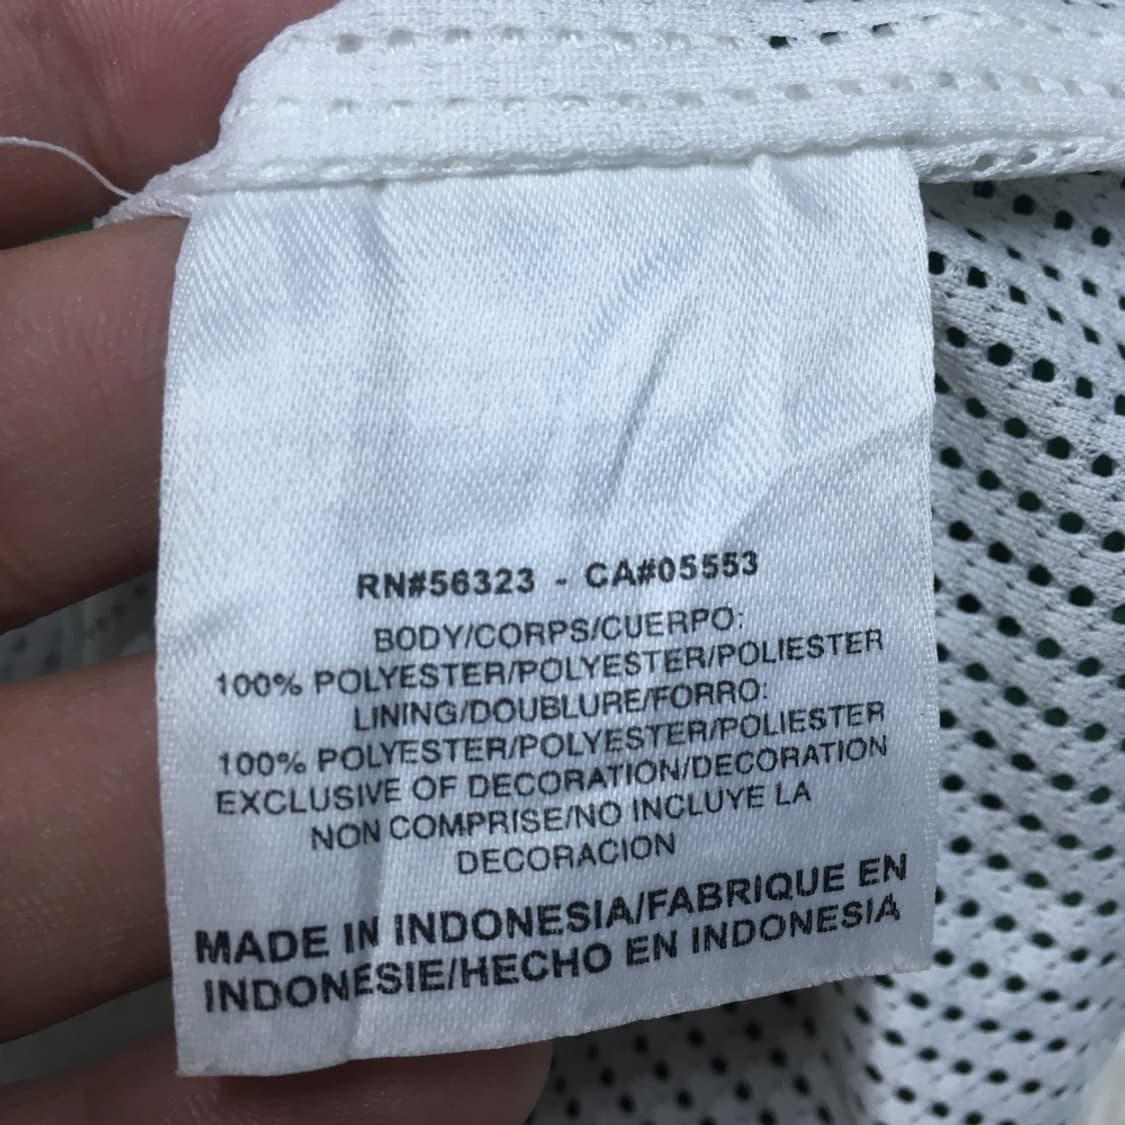 RN#56323 - CA#05553
BODY/CORPS/CUERPO:
100% POLYESTER/POLYESTER/POLIESTER
LINING/DOUBLURE/FORRO:
100% POLYESTER/POLYESTER/POLIESTER
EXCLUSIVE OF DECORATION/DECORATION
NON COMPRISE/NO INCLUYE LA
DECORACION
MADE IN INDONESIA/FABRIQUE EN
INDONESIE/HECHO EN INDONESIA